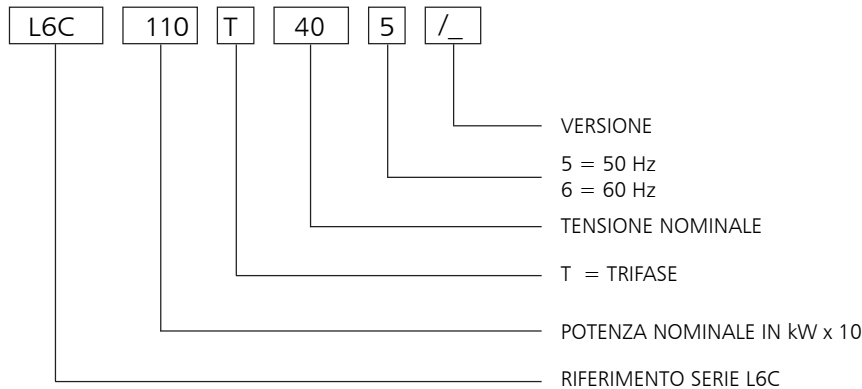 L6C 110 T 40 5 /_
VERSIONE
5 = 50 Hz
6 = 60 Hz
TENSIONE NOMINALE
T = TRIFASE
POTENZA NOMINALE IN kW x 10
RIFERIMENTO SERIE L6C